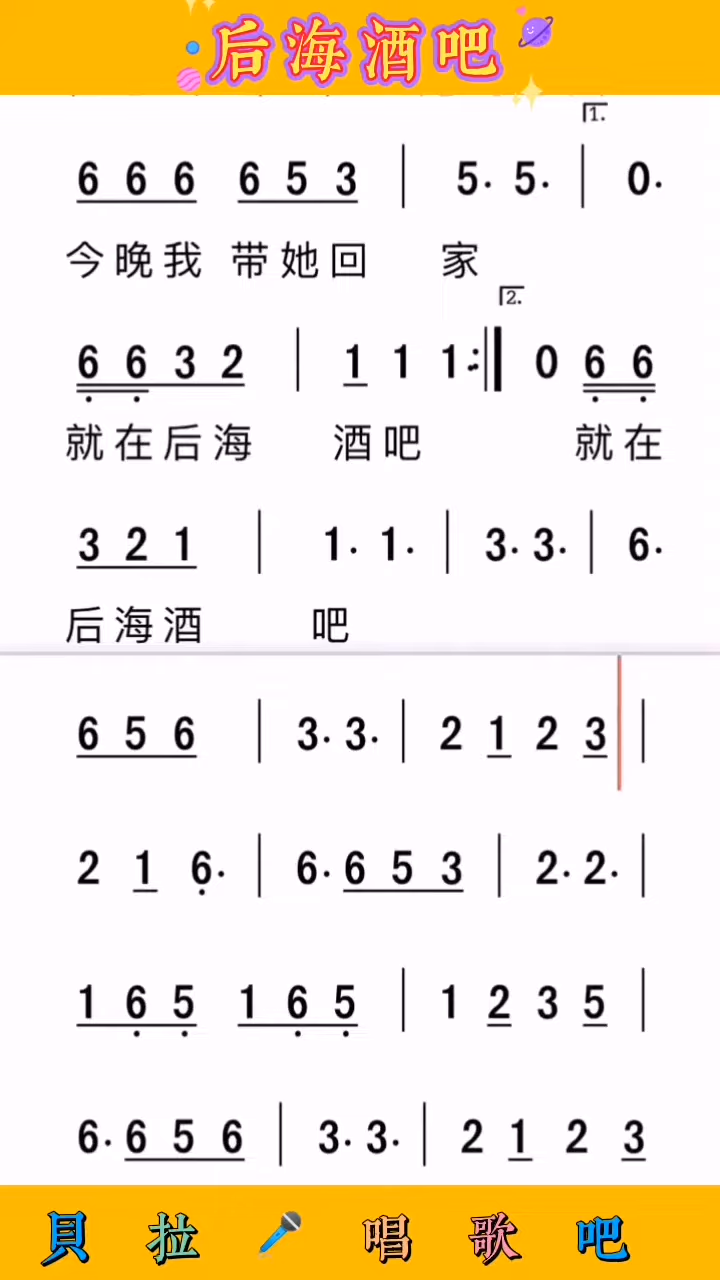 后海酒吧
1.
6 6 6 6 5 3 | 5· 5· | 0·
今晚我 带她回 家
2.
6 6 3 2 | 1 1 1· :‖ 0 6 6
就在后海 酒吧 就在
3 2 1 | 1· 1· | 3· 3· | 6·
后海酒 吧
6 5 6 | 3· 3· | 2 1 2 3 |
2 1 6· | 6· 6 5 3 | 2· 2· |
1 6 5 1 6 5 | 1 2 3 5 |
6· 6 5 6 | 3· 3· | 2 1 2 3
貝拉🎤唱歌吧